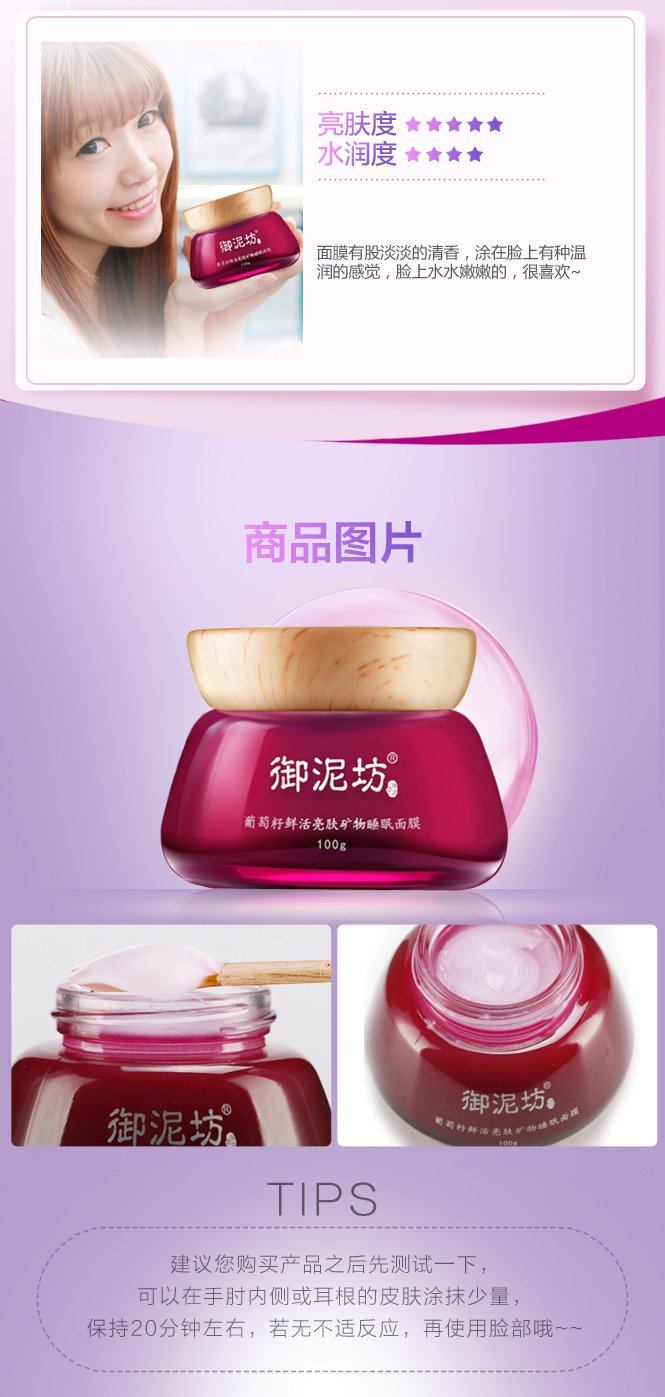 亮肤度 ★★★★★
水润度 ★★★★
面膜有股淡淡的清香，涂在脸上有种温
润的感觉，脸上水水嫩嫩的，很喜欢~
御泥坊
商品图片
御泥坊®
葡萄籽鲜活亮肤矿物睡眠面膜
100g
御泥坊®
御泥坊®
葡萄籽鲜活亮肤矿物睡眠面膜
100g
TIPS
建议您购买产品之后先测试一下，
可以在手肘内侧或耳根的皮肤涂抹少量，
保持20分钟左右，若无不适反应，再使用脸部哦~~